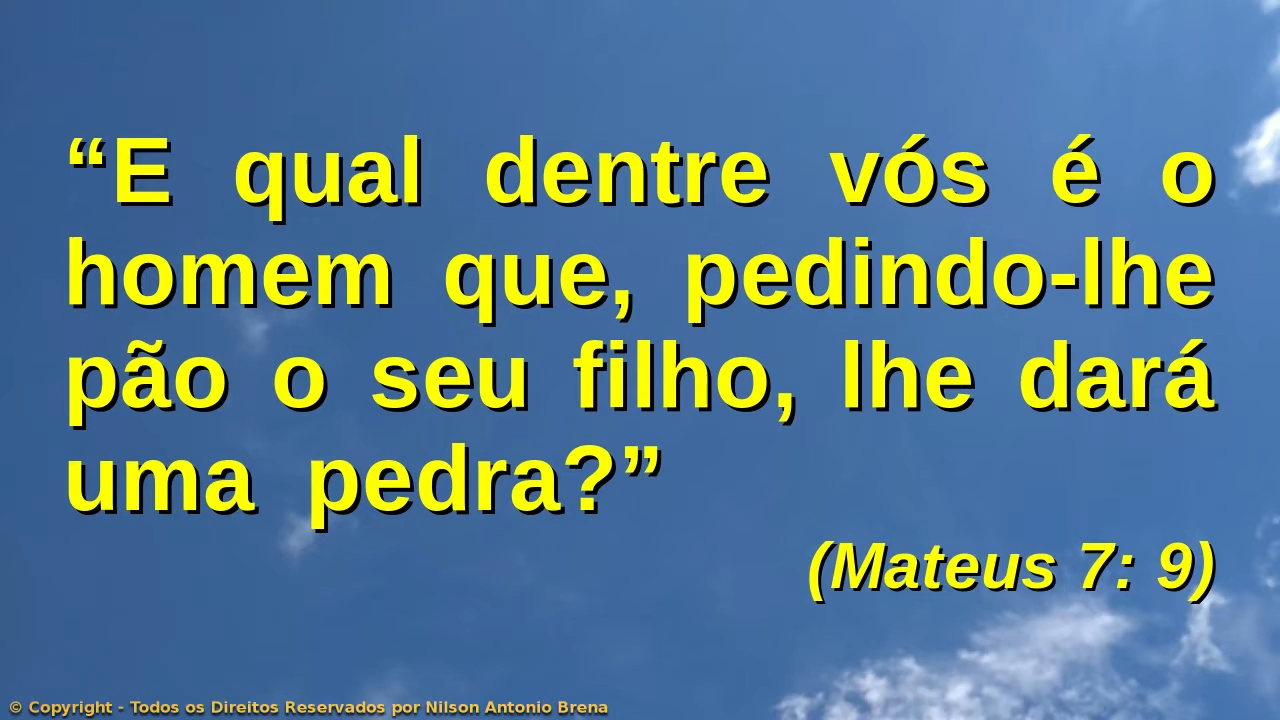 “E qual dentre vós é o
homem que, pedindo-lhe
pão o seu filho, lhe dará
uma pedra?”
(Mateus 7: 9)
© Copyright - Todos os Direitos Reservados por Nilson Antonio Brena